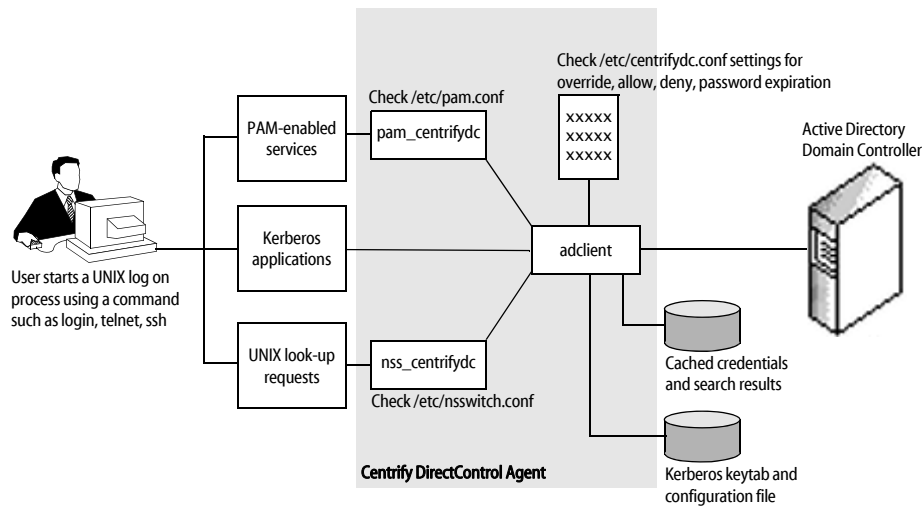 Check /etc/centrifydc.conf settings for
override, allow, deny, password expiration
Check /etc/pam.conf
PAM-enabled
services
pam_centrifydc
xxxxx
xxxxx
xxxxx
Active Directory
Domain Controller
Kerberos
applications
adclient
User starts a UNIX log on
process using a command
such as login, telnet, ssh
UNIX look-up
requests
nss_centrifydc
Check /etc/nsswitch.conf
Cached credentials
and search results
Centrify DirectControl Agent
Kerberos keytab and
configuration file